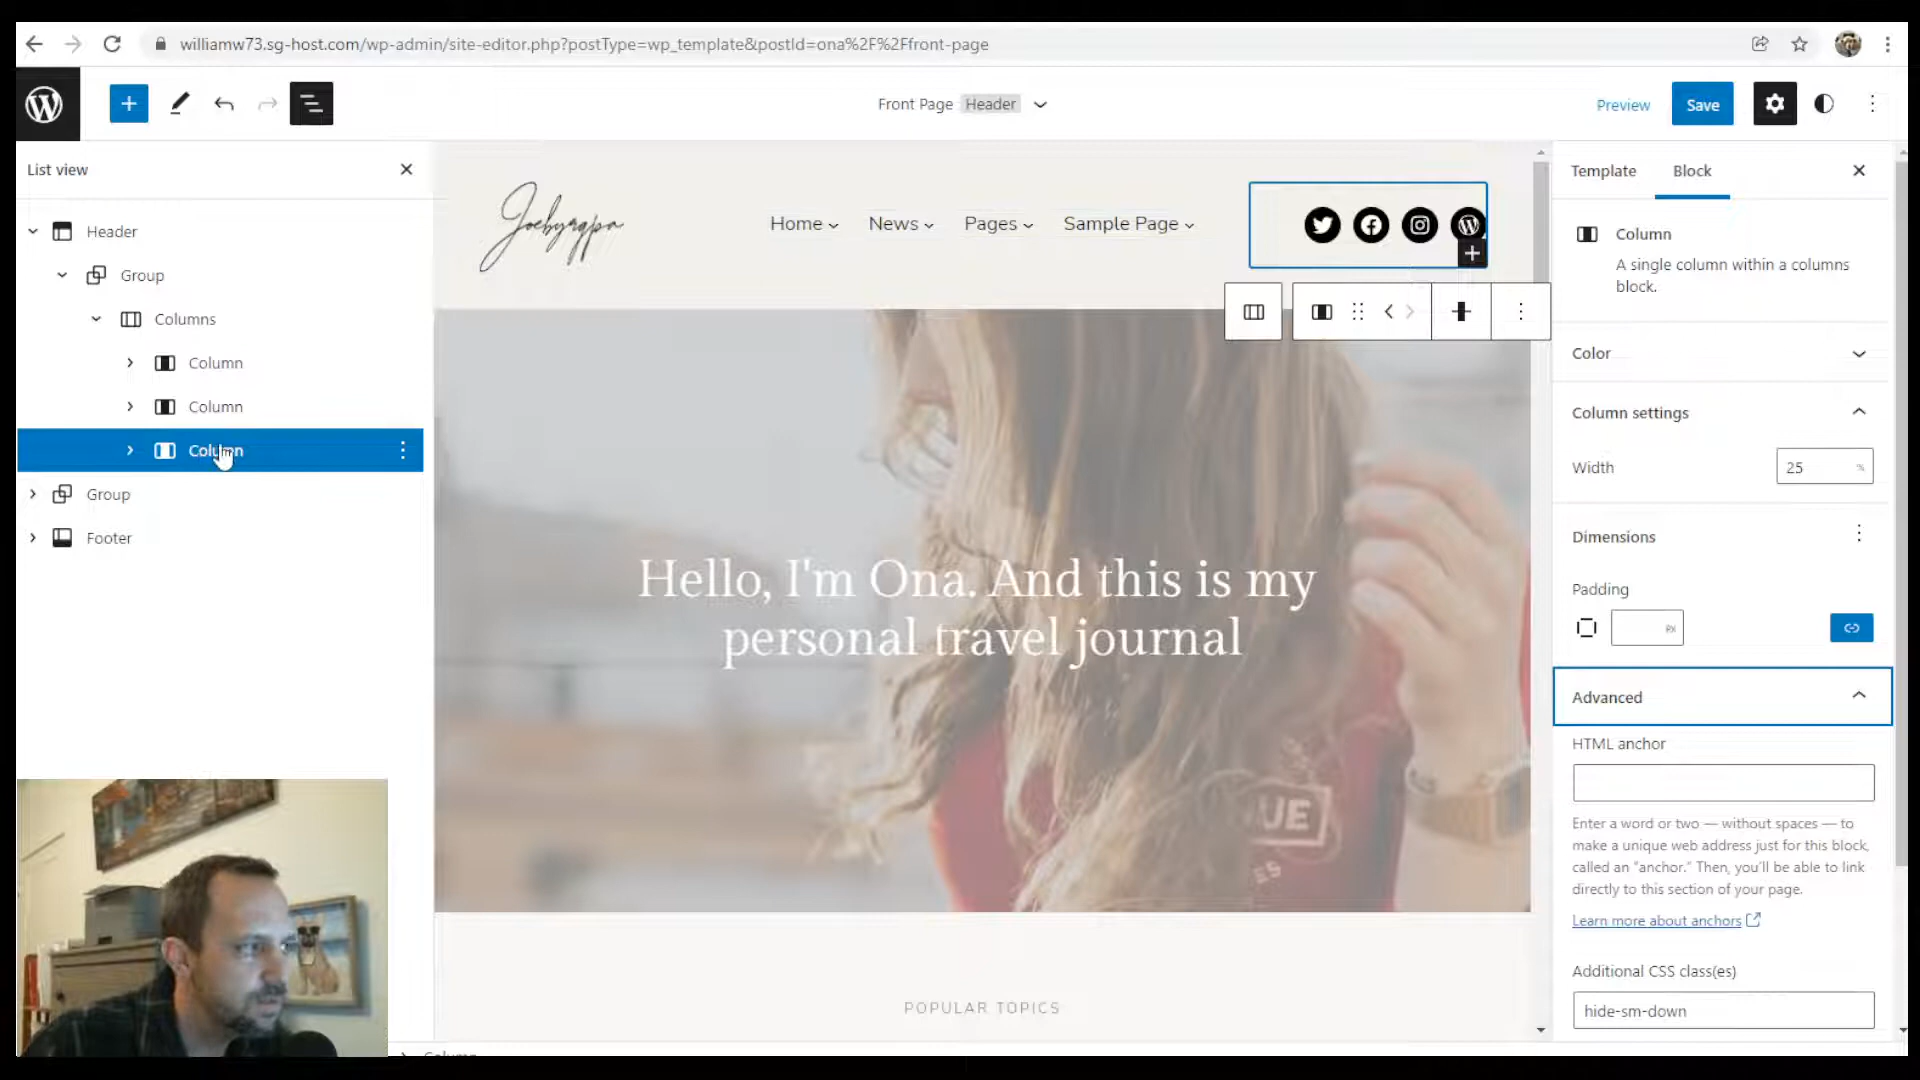 williamw73.sg-host.com/wp-admin/site-editor.php?postType=wp_template&postId=ona%2F%2Ffront-page
Front Page Header
Preview
Save
List view
Header
Group
Columns
Column
Column
Column
Group
Footer
Home
News
Pages
Sample Page
Hello, I'm Ona. And this is my
personal travel journal
POPULAR TOPICS
Template
Block
Column
A single column within a columns
block.
Color
Column settings
Width
25
%
Dimensions
Padding
PX
Advanced
HTML anchor
Enter a word or two — without spaces — to
make a unique web address just for this block,
called an “anchor.” Then, you’ll be able to link
directly to this section of your page.
Learn more about anchors
Additional CSS class(es)
hide-sm-down